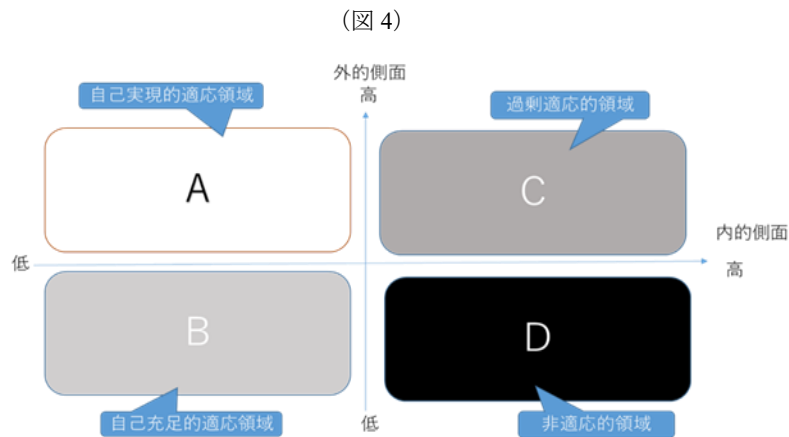 （図 4）
外的側面
高
自己実現的適応領域
過剰適応的領域
A
C
内的側面
低
高
B
D
自己充足的適応領域
低
非適応的領域